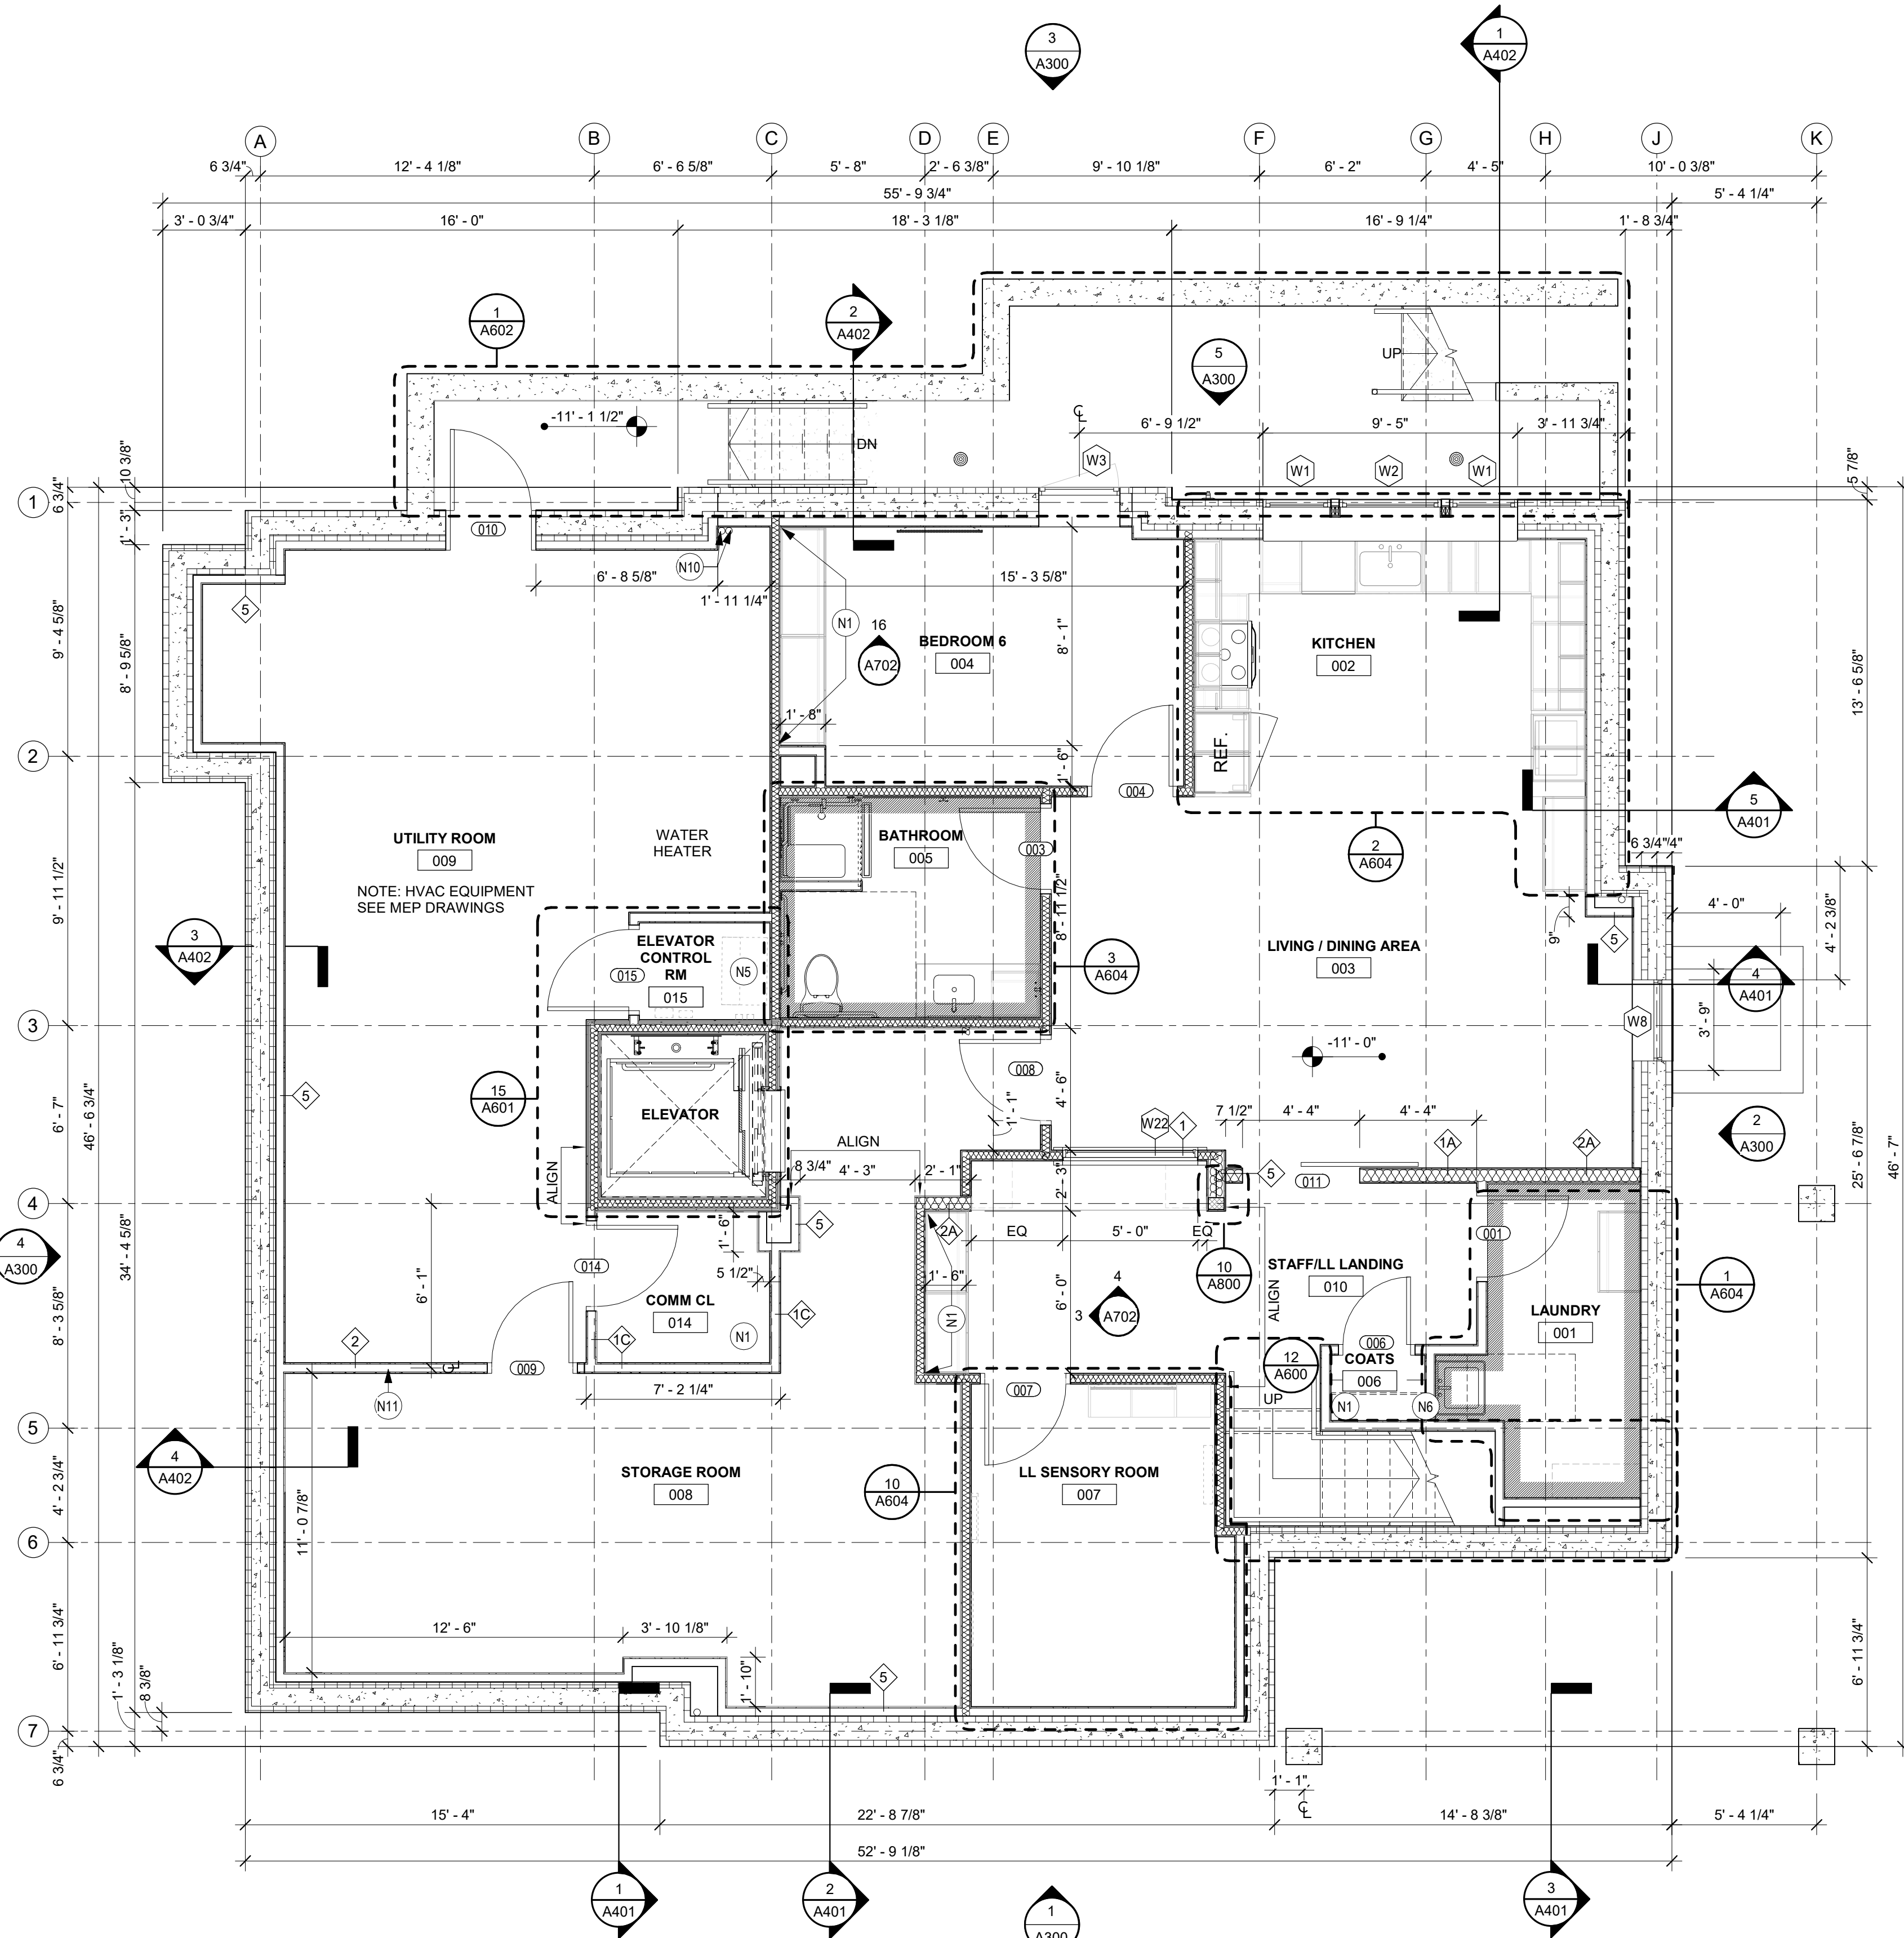 3
A300
1
A402
A
B
C
D
E
F
G
H
J
K
6 3/4"
12' - 4 1/8"
6' - 6 5/8"
5' - 8"
2' - 6 3/8"
9' - 10 1/8"
6' - 2"
4' - 5"
10' - 0 3/8"
55' - 9 3/4"
5' - 4 1/4"
3' - 0 3/4"
16' - 0"
18' - 3 1/8"
16' - 9 1/4"
1' - 8 3/4"
1
A602
2
A402
5
A300
UP
-11' - 1 1/2"
DN
6' - 9 1/2"
9' - 5"
3' - 11 3/4"
W3
W1
W2
W1
10 3/8"
6 3/4"
1' - 3"
5 7/8"
1
010
N10
6' - 8 5/8"
1' - 11 1/4"
15' - 3 5/8"
5
9' - 4 5/8"
8' - 9 5/8"
N1
16
A702
BEDROOM 6
004
8' - 1"
KITCHEN
002
13' - 6 5/8"
1' - 8"
1' - 6"
REF.
2
004
UTILITY ROOM
009
WATER
HEATER
NOTE: HVAC EQUIPMENT
SEE MEP DRAWINGS
BATHROOM
005
003
2
A604
5
A401
6 3/4"
4' - 0"
4' - 2 3/8"
9' - 11 1/2"
8' - 11 1/2"
3
A402
ELEVATOR
CONTROL
RM
015
015
N5
3
A604
LIVING / DINING AREA
003
9"
5
4
A401
3' - 9"
W8
3
-11' - 0"
15
A601
ELEVATOR
008
4' - 6"
1' - 1"
5
6' - 7"
46' - 6 3/4"
ALIGN
ALIGN
W22
1
7 1/2"
4' - 4"
4' - 4"
1A
2A
2
A300
8 3/4"
4' - 3"
2' - 1"
2' - 3"
5
011
25' - 6 7/8"
46' - 7"
4
4
A300
34' - 4 5/8"
6' - 1"
1' - 6"
5
2A
EQ
5' - 0"
EQ
001
014
5 1/2"
1' - 6"
6' - 0"
10
A800
STAFF/LL LANDING
010
ALIGN
1
A604
COMM CL
014
1C
1C
N1
N1
4
3
A702
LAUNDRY
001
8' - 3 5/8"
2
009
N11
7' - 2 1/4"
007
12
A600
UP
006
COATS
006
N1
N6
5
4
A402
STORAGE ROOM
008
10
A604
LL SENSORY ROOM
007
4' - 2 3/4"
11' - 0 7/8"
6
12' - 6"
3' - 10 1/8"
1' - 10"
5
6' - 11 3/4"
6' - 11 3/4"
1' - 3 1/8"
8 3/8"
7
6 3/4"
1' - 1"
15' - 4"
22' - 8 7/8"
14' - 8 3/8"
5' - 4 1/4"
52' - 9 1/8"
1
A401
2
A401
1
A300
3
A401